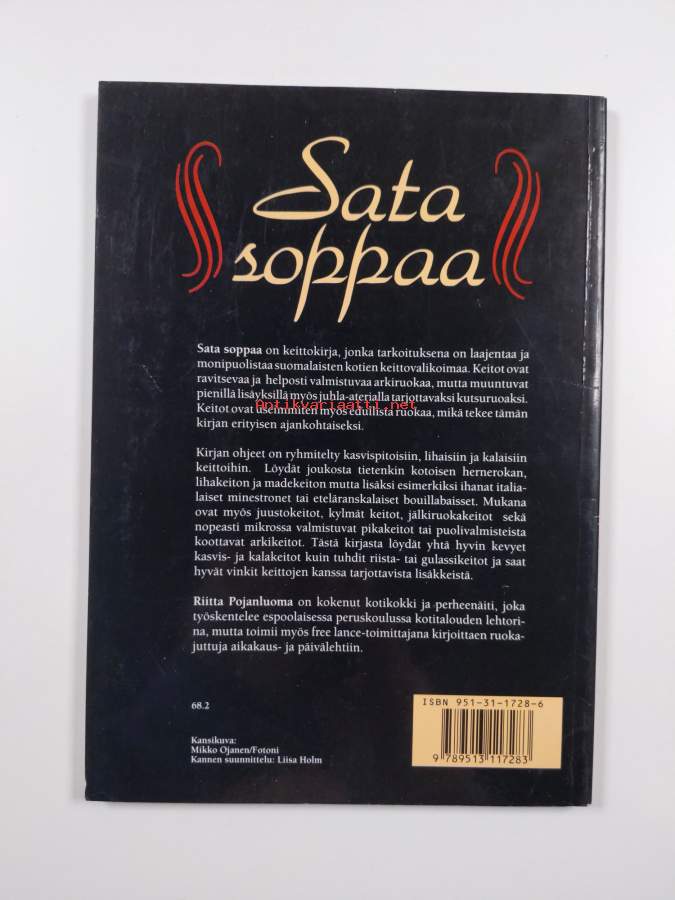 Sata
soppaa
Sata soppaa on keittokirja, jonka tarkoituksena on laajentaa ja
monipuolistaa suomalaisten kotien keittovalikoimaa. Keitot ovat
ravitsevaa ja helposti valmistuvaa arkiruokaa, mutta muuntuvat
pienillä lisäyksillä myös juhla-aterialla tarjottavaksi kutsuruoaksi.
Keitot ovat useimmiten myös edullista ruokaa, mikä tekee tämän
kirjan erityisen ajankohtaiseksi.
Antikvariaatti.net
Kirjan ohjeet on ryhmitelty kasvispitoisiin, lihaisiin ja kalaisiin
keittoihin. Löydät joukosta tietenkin kotoisen hernerokan,
lihakeiton ja madekeiton mutta lisäksi esimerkiksi ihanat italia-
laiset minestronet tai eteläranskalaiset bouillabaisset. Mukana
ovat myös juustokeitot, kylmät keitot, jälkiruokakeitot sekä
nopeasti mikrossa valmistuvat pikakeitot tai puolivalmisteista
koottavat arkikeitot. Tästä kirjasta löydät yhtä hyvin kevyet
kasvis- ja kalakeitot kuin tuhdit riista- tai gulassikeitot ja saat
hyvät vinkit keittojen kanssa tarjottavista lisäkkeistä.
Riitta Pojanluoma on kokenut kotikokki ja perheenäiti, joka
työskentelee espoolaisessa peruskoulussa kotitalouden lehtori-
na, mutta toimii myös free lance-toimittajana kirjoittaen ruoka-
juttuja aikakaus- ja päivälehtiin.
68.2
Kansikuva:
Mikko Ojanen/Fotoni
Kannen suunnittelu: Liisa Holm
ISBN 951-31-1728-6
9 789513 117283